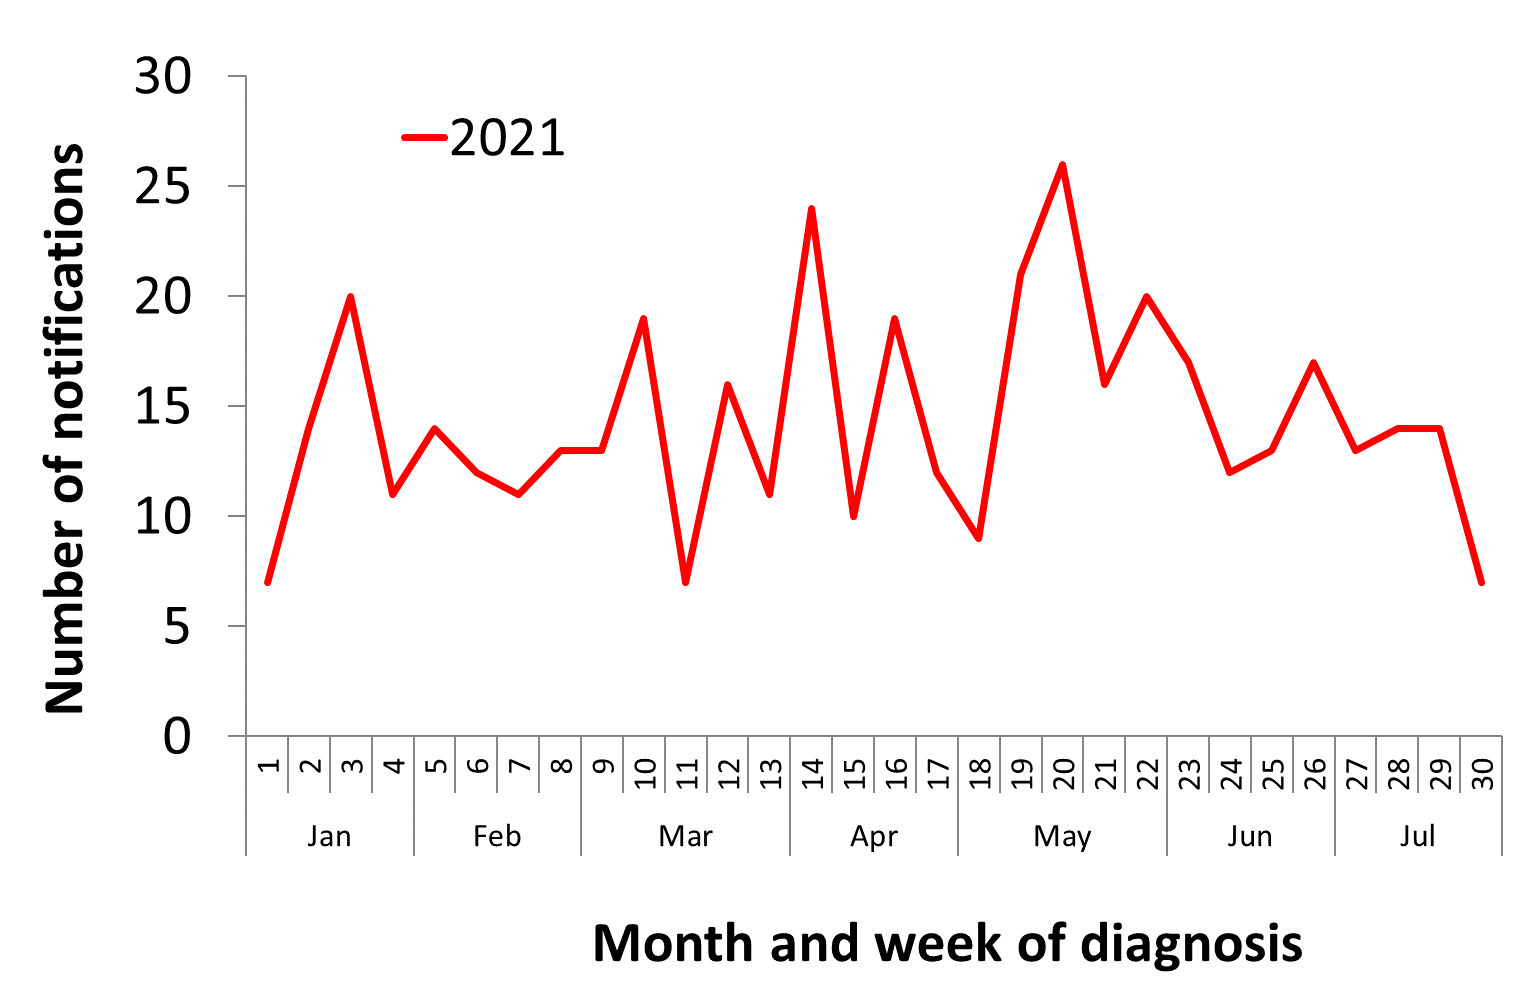 30
25
20
15
10
5
0
Number of notifications
2021
1 2 3 4 5 6 7 8 9 10 11 12 13 14 15 16 17 18 19 20 21 22 23 24 25 26 27 28 29 30
Jan Feb Mar Apr May Jun Jul
Month and week of diagnosis